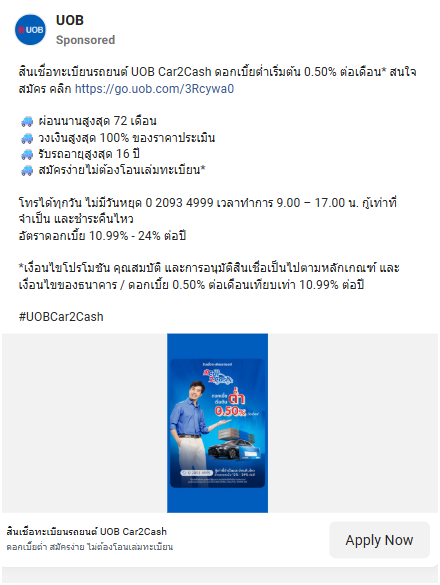 UOB
UOB
Sponsored
สินเชื่อทะเบียนรถยนต์ UOB Car2Cash ดอกเบี้ยต่ำเริ่มต้น 0.50% ต่อเดือน* สนใจ
สมัคร คลิก https://go.uob.com/3Rcywa0
🚙 ผ่อนนานสูงสุด 72 เดือน
🚙 วงเงินสูงสุด 100% ของราคาประเมิน
🚙 รับรถอายุสูงสุด 16 ปี
🚙 สมัครง่ายไม่ต้องโอนเล่มทะเบียน*
โทรได้ทุกวัน ไม่มีวันหยุด 0 2093 4999 เวลาทำการ 9.00 – 17.00 น. กู้เท่าที่
จำเป็น และชำระคืนไหว
อัตราดอกเบี้ย 10.99% - 24% ต่อปี
*เงื่อนไขโปรโมชัน คุณสมบัติ และการอนุมัติสินเชื่อเป็นไปตามหลักเกณฑ์ และ
เงื่อนไขของธนาคาร / ดอกเบี้ย 0.50% ต่อเดือนเทียบเท่า 10.99% ต่อปี
#UOBCar2Cash
ดอกเบี้ย
เริ่มต้น ต่ำ
0.50%
0 2093 4999
สินเชื่อทะเบียนรถยนต์ UOB Car2Cash
ดอกเบี้ยต่ำ สมัครง่าย ไม่ต้องโอนเล่มทะเบียน
Apply Now